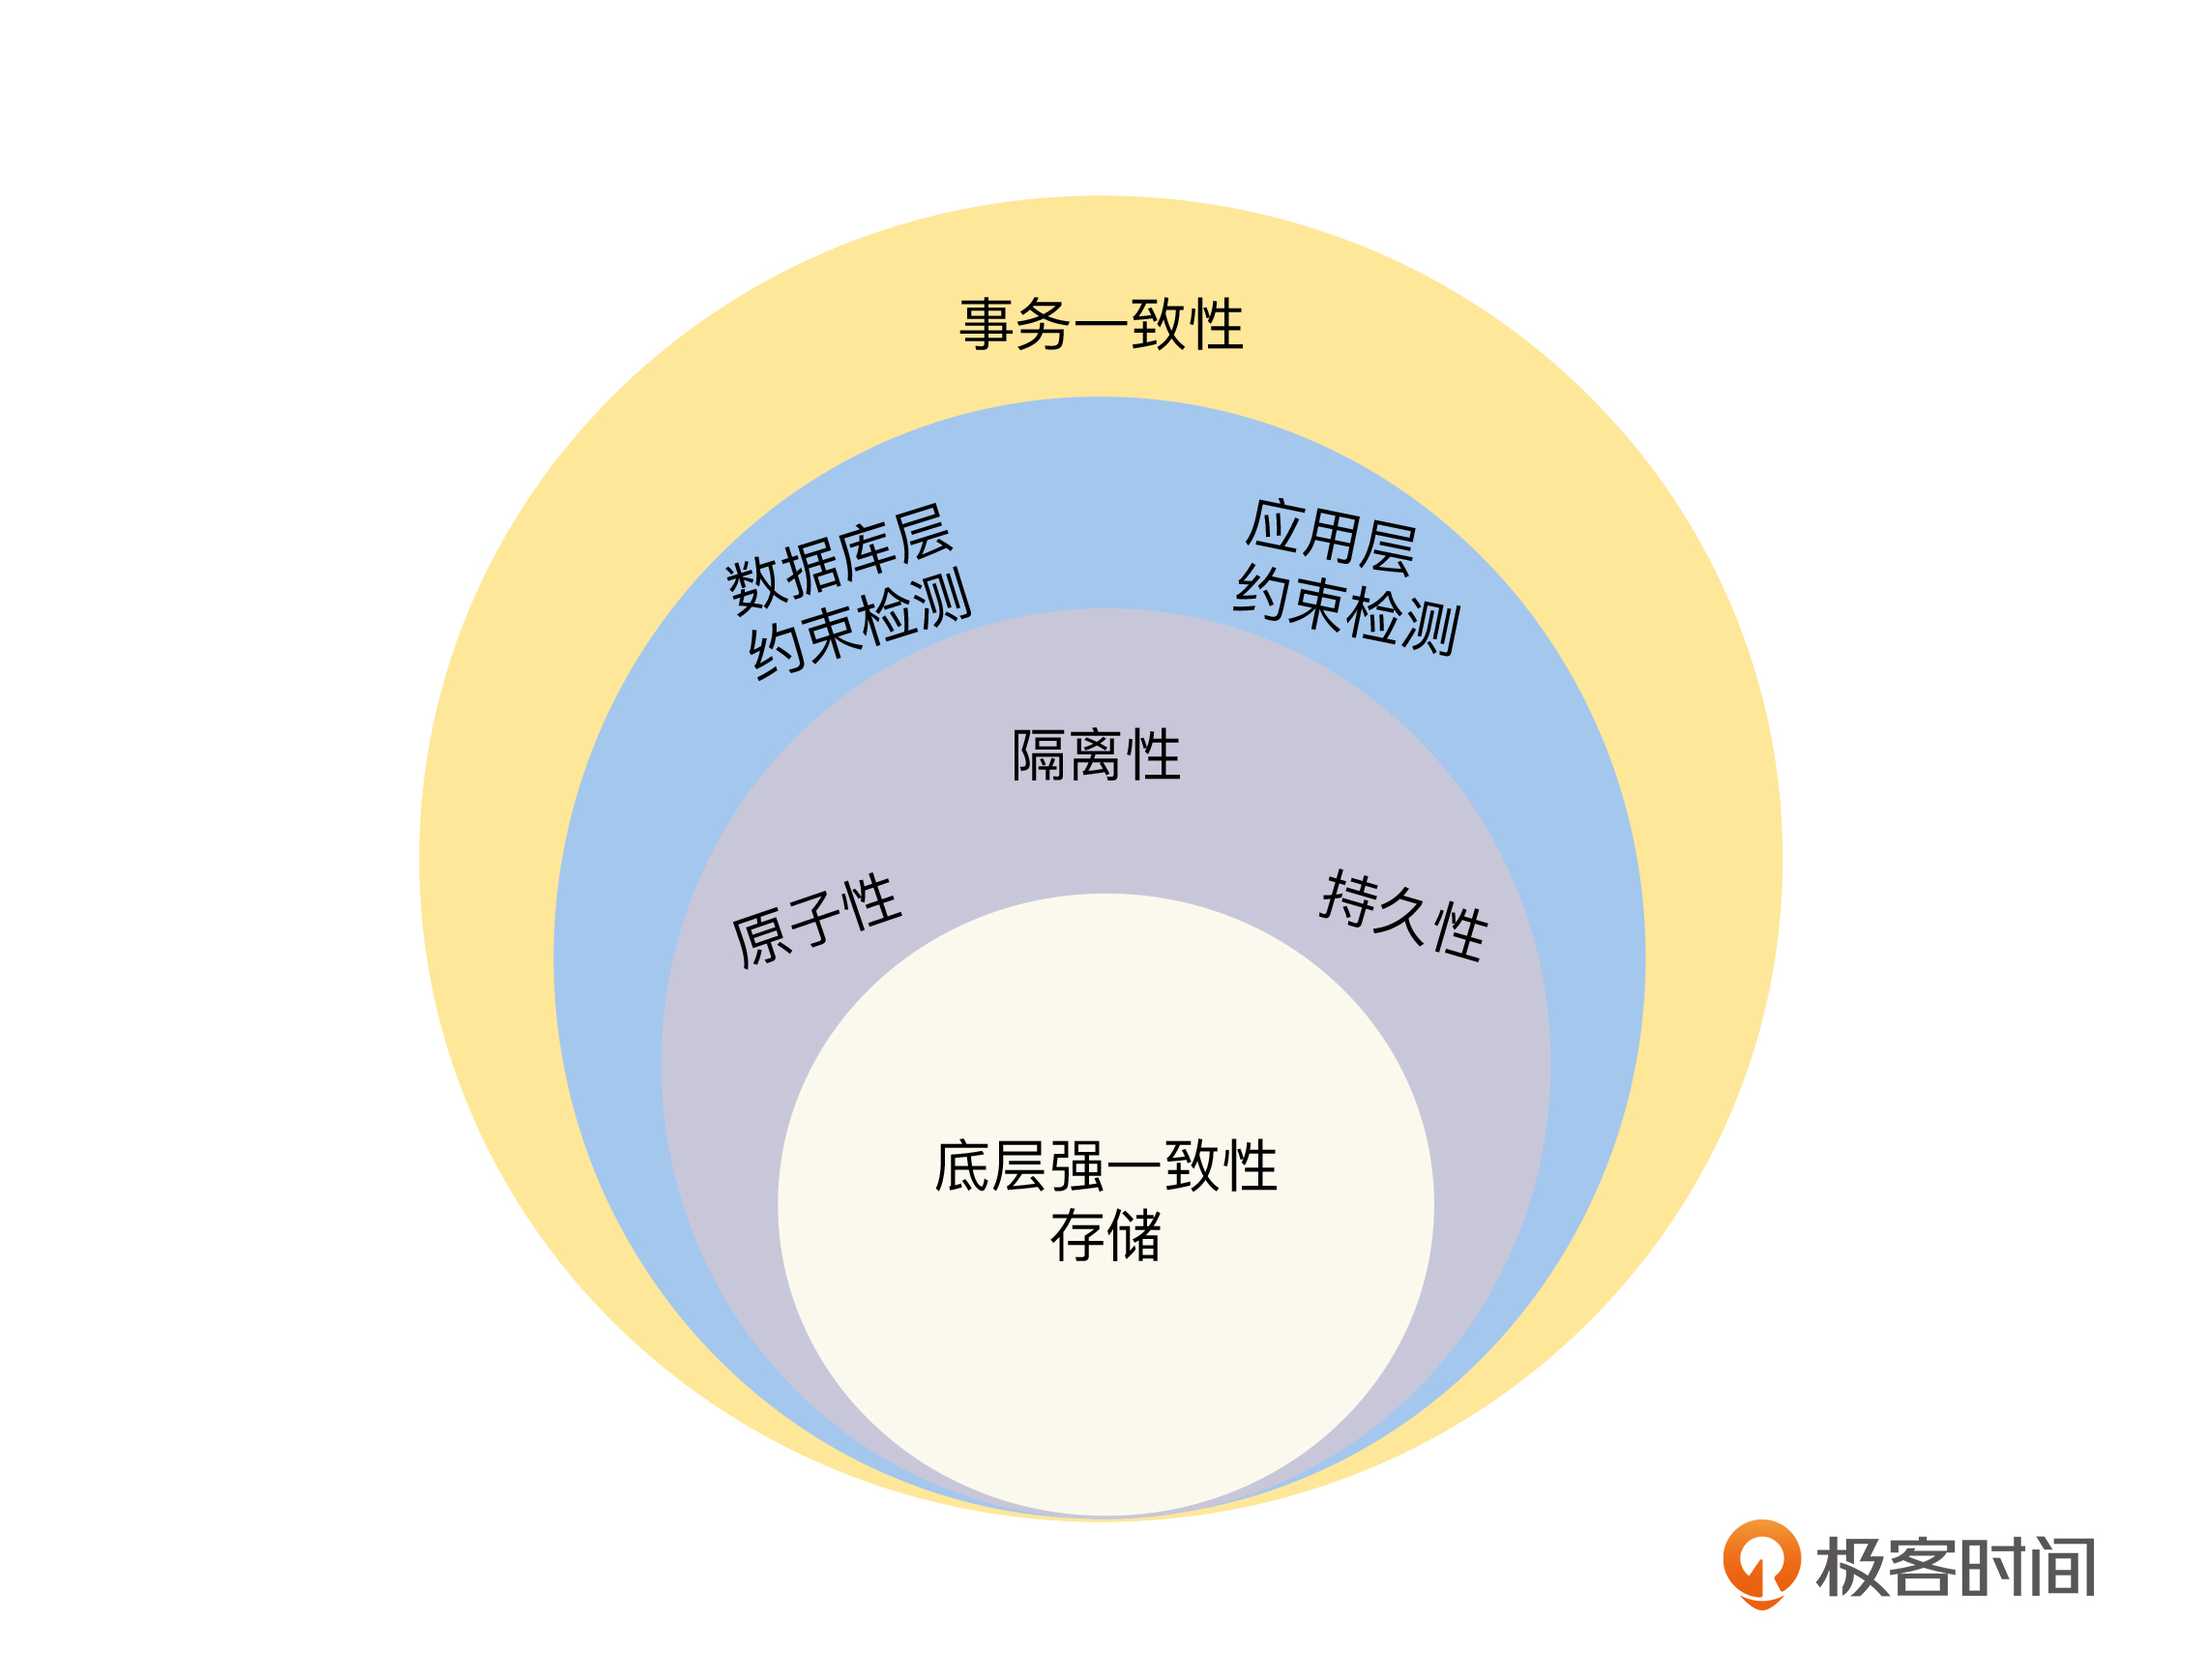 事务一致性
数据库层
约束检测
应用层
约束检测
隔离性
原子性
持久性
底层强一致性
存储
极客时间